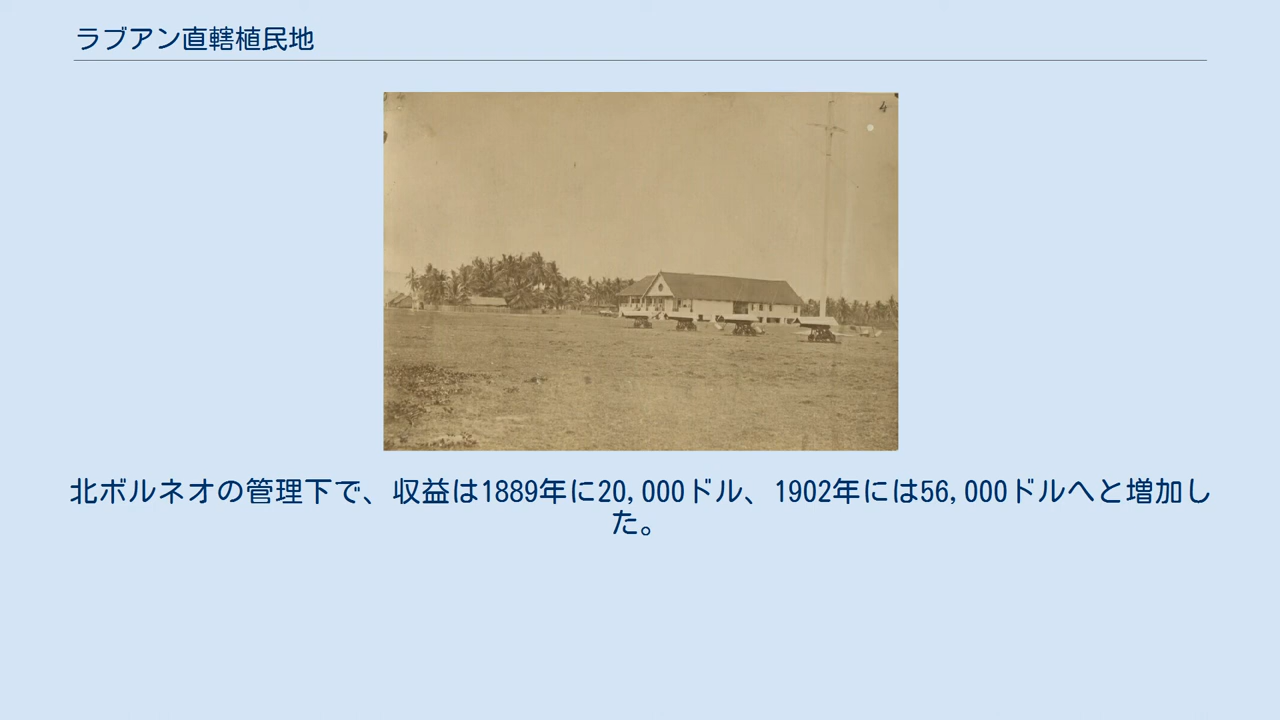 ラブアン直轄植民地
4
北ボルネオの管理下で、収益は1889年に20,000ドル、1902年には56,000ドルへと増加し
た。